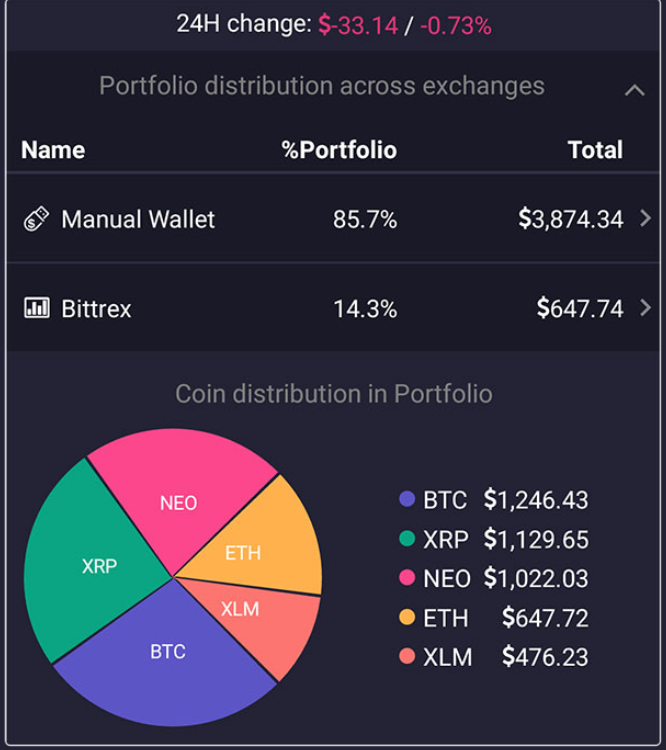 24H change: $-33.14 / -0.73%
Portfolio distribution across exchanges
Name %Portfolio Total
Manual Wallet 85.7% $3,874.34
Bittrex 14.3% $647.74
Coin distribution in Portfolio
NEO
ETH
XRP
XLM
BTC
BTC $1,246.43
XRP $1,129.65
NEO $1,022.03
ETH $647.72
XLM $476.23